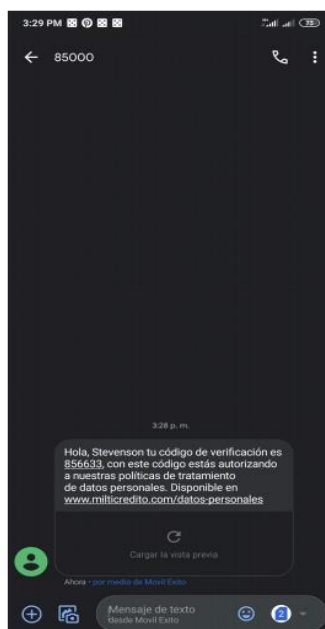 3:29 PM
73
85000
3:28 p. m.
Hola, Stevenson tu código de verificación es
856633, con este código estás autorizando
a nuestras políticas de tratamiento
de datos personales. Disponible en
www.milticredito.com/datos-personales
Cargar la vista previa
Ahora • por medio de Movil Exito
Mensaje de texto
desde Movil Exito
2